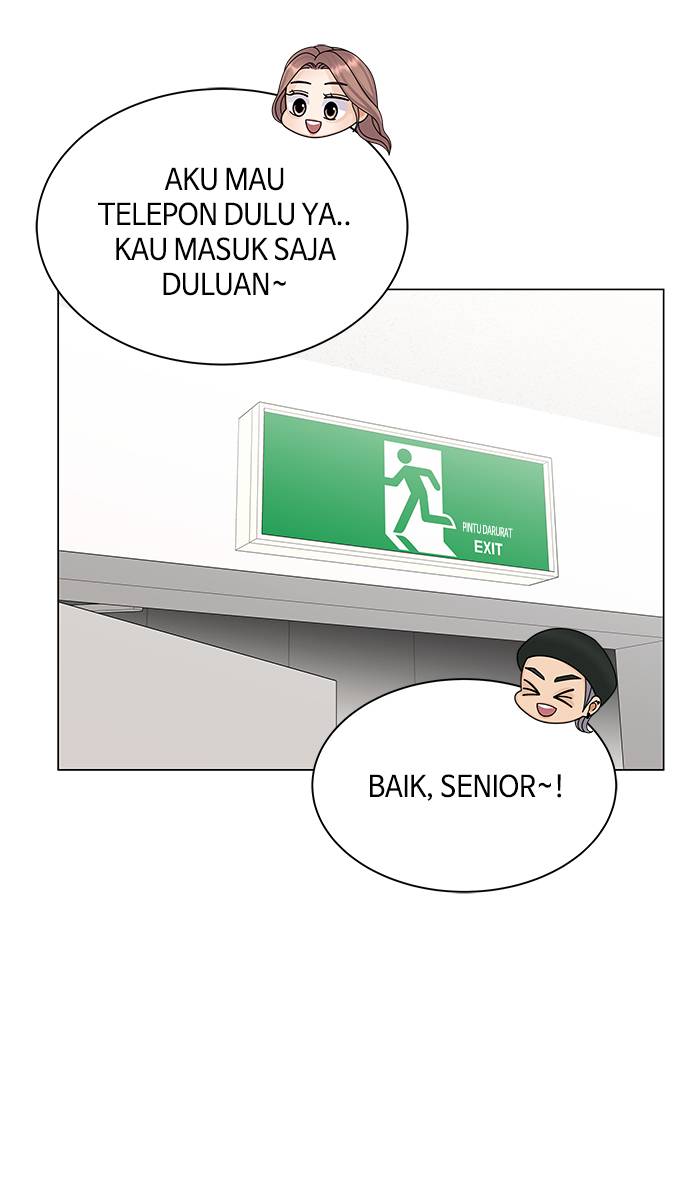 AKU MAU
TELEPON DULU YA..
KAU MASUK SAJA
DULUAN~
PINTU DARURAT
EXIT
BAIK, SENIOR~!